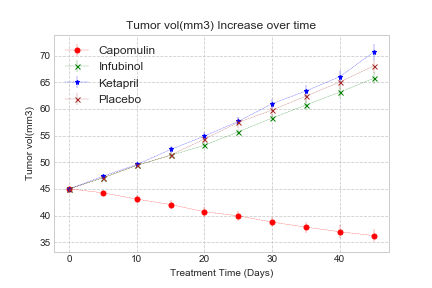 Tumor vol(mm3) Increase over time
Tumor vol(mm3)
70
65
60
55
50
45
40
35
Capomulin
Infubinol
Ketapril
Placebo
0
10
20
30
40
Treatment Time (Days)